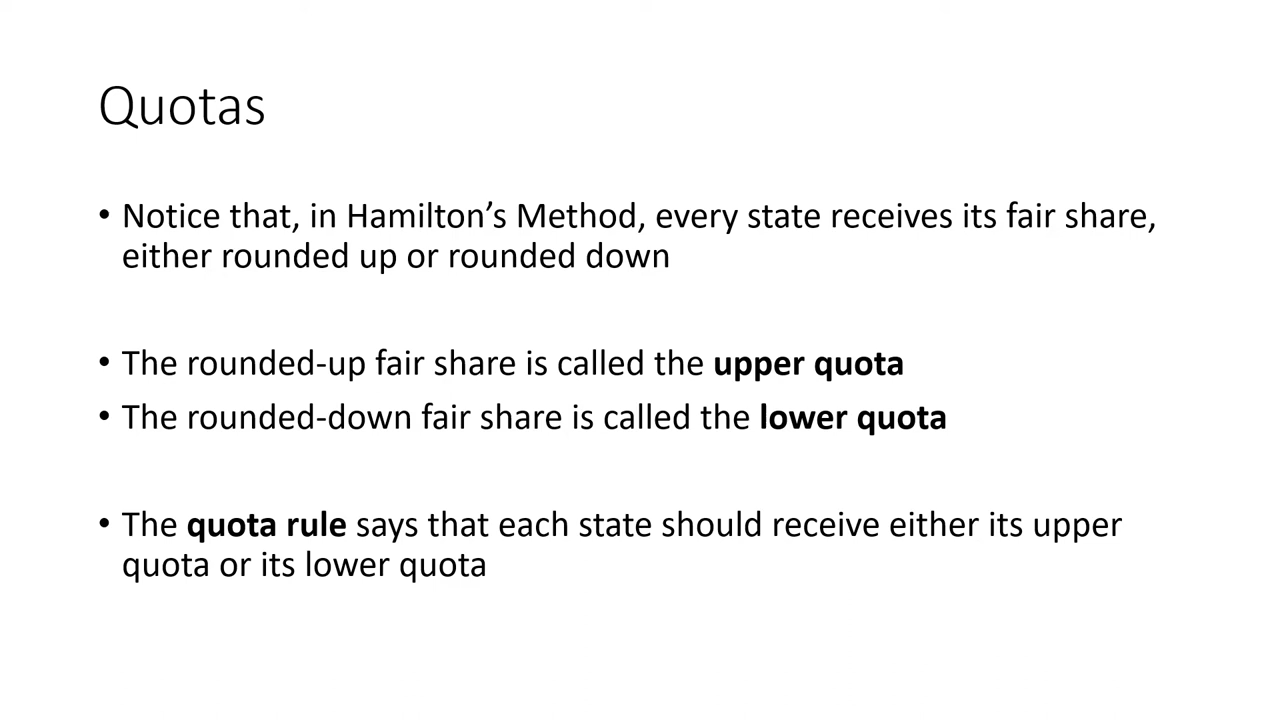 Quotas
• Notice that, in Hamilton’s Method, every state receives its fair share,
either rounded up or rounded down
• The rounded-up fair share is called the upper quota
• The rounded-down fair share is called the lower quota
• The quota rule says that each state should receive either its upper
quota or its lower quota